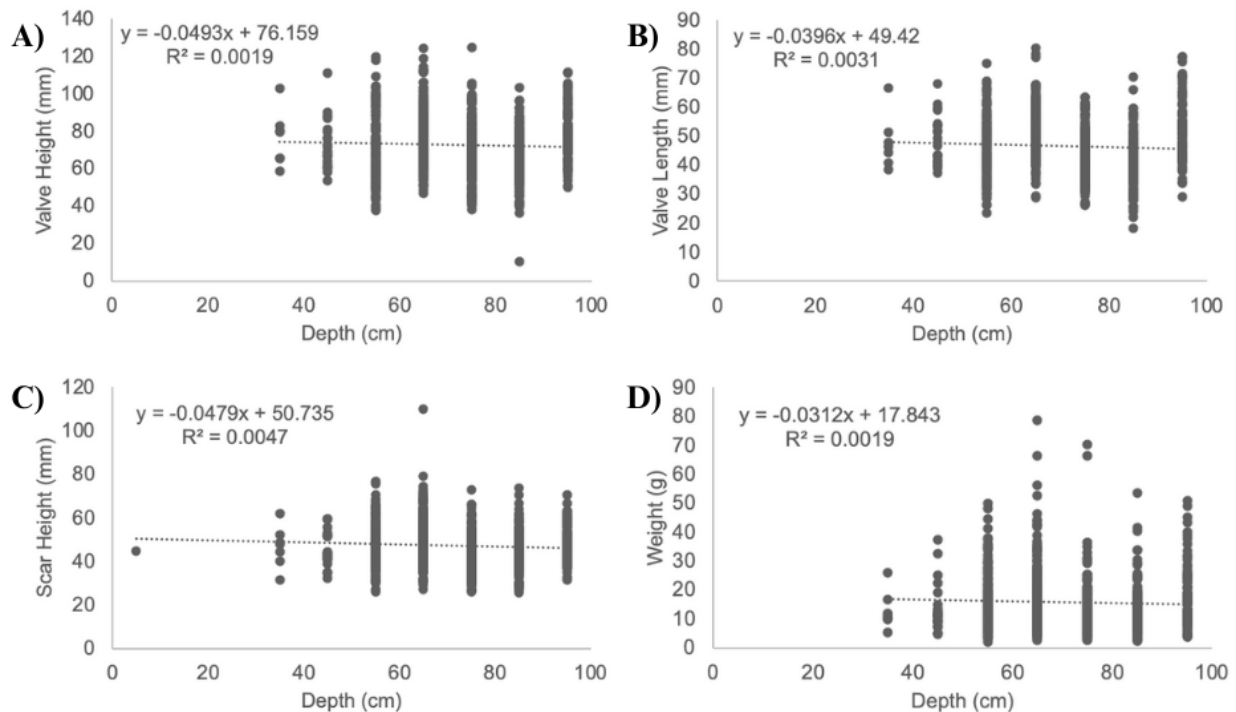 A)
y = -0.0493x + 76.159
R² = 0.0019
Valve Height (mm)
140
120
100
80
60
40
20
0
0 20 40 60 80 100
Depth (cm)
B)
y = -0.0396x + 49.42
R² = 0.0031
Valve Length (mm)
90
80
70
60
50
40
30
20
10
0
0 20 40 60 80 100
Depth (cm)
C)
y = -0.0479x + 50.735
R² = 0.0047
Scar Height (mm)
120
100
80
60
40
20
0
0 20 40 60 80 100
Depth (cm)
D)
y = -0.0312x + 17.843
R² = 0.0019
Weight (g)
90
80
70
60
50
40
30
20
10
0
0 20 40 60 80 100
Depth (cm)